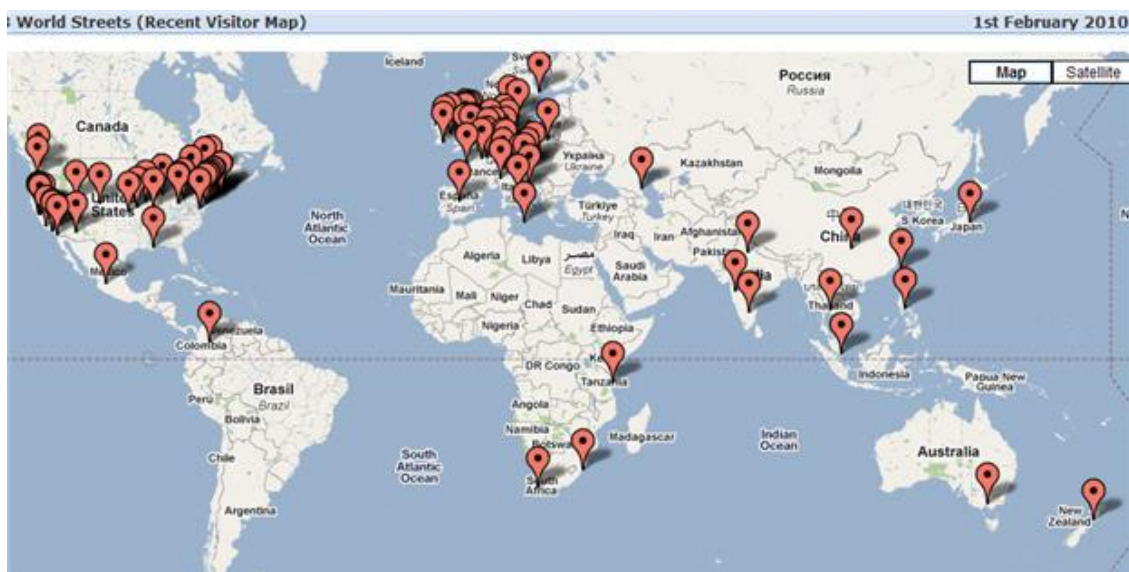 World Streets (Recent Visitor Map)
1st February 2010
Map
Satellite
Iceland
Россия
Russia
Canada
Україна
Ukraine
Kazakhstan
Mongolia
United
States
España
Spain
Türkiye
Turkey
대한민국
S Korea
Japan
North
Atlantic
Ocean
Iraq
Iran
Afghanistan
Pakistan
China
Algeria
Libya
مصر
Egypt
Saudi
Arabia
Mexico
Mauritania
Mali
Niger
Chad
Sudan
Thailand
Nigeria
Ethiopia
Venezuela
Colombia
DR Congo
Tanzania
Indonesia
Papua New
Guinea
Brasil
Brazil
Peru
Angola
Bolivia
Namibia
Botswana
Madagascar
Indian
Ocean
Chile
South
Atlantic
Ocean
South
Africa
Australia
Argentina
New
Zealand